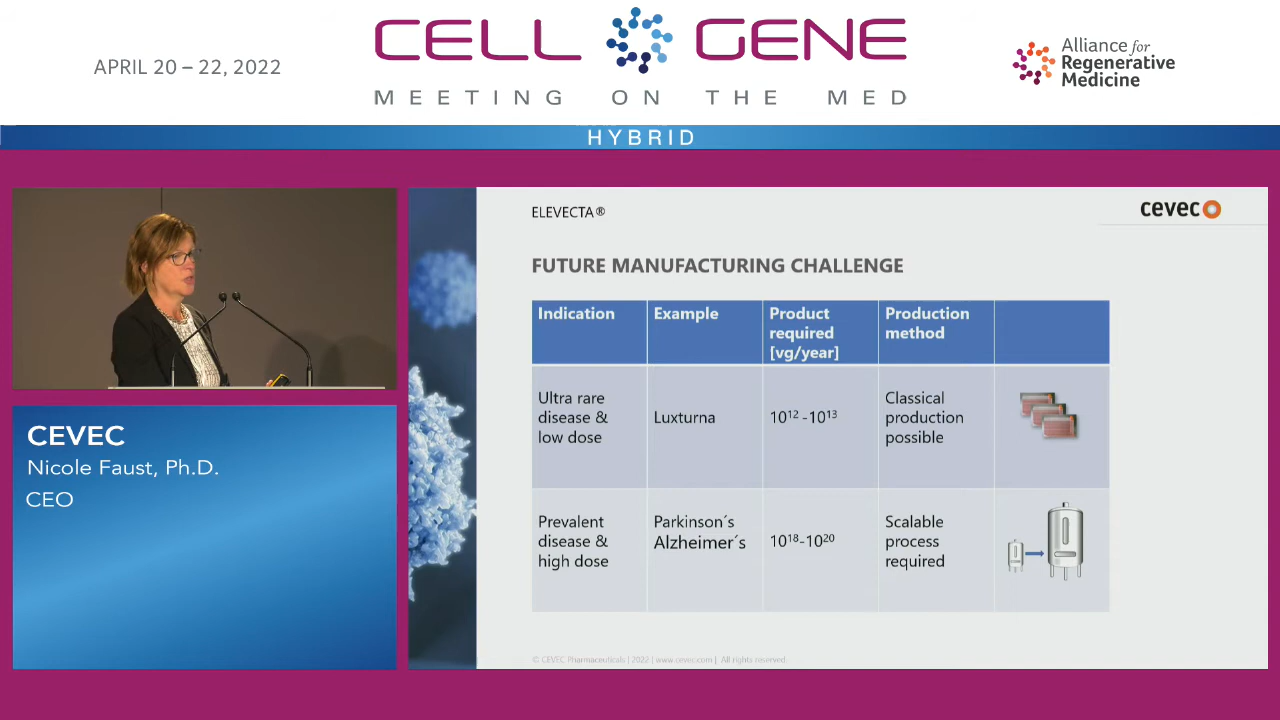 APRIL 20 – 22, 2022
CELL GENE
MEETING ON THE MED
Alliance for
Regenerative
Medicine
HYBRID
CEVEC
Nicole Faust, Ph.D.
CEO
ELEVECTA®
cevec
FUTURE MANUFACTURING CHALLENGE
Indication
Example
Product
required
[vg/year]
Production
method
Ultra rare
disease &
low dose
Luxturna
10¹² -10¹³
Classical
production
possible
Prevalent
disease &
high dose
Parkinson´s
Alzheimer´s
10¹⁸-10²⁰
Scalable
process
required
© CEVEC Pharmaceuticals | 2022 | www.cevec.com | All rights reserved.